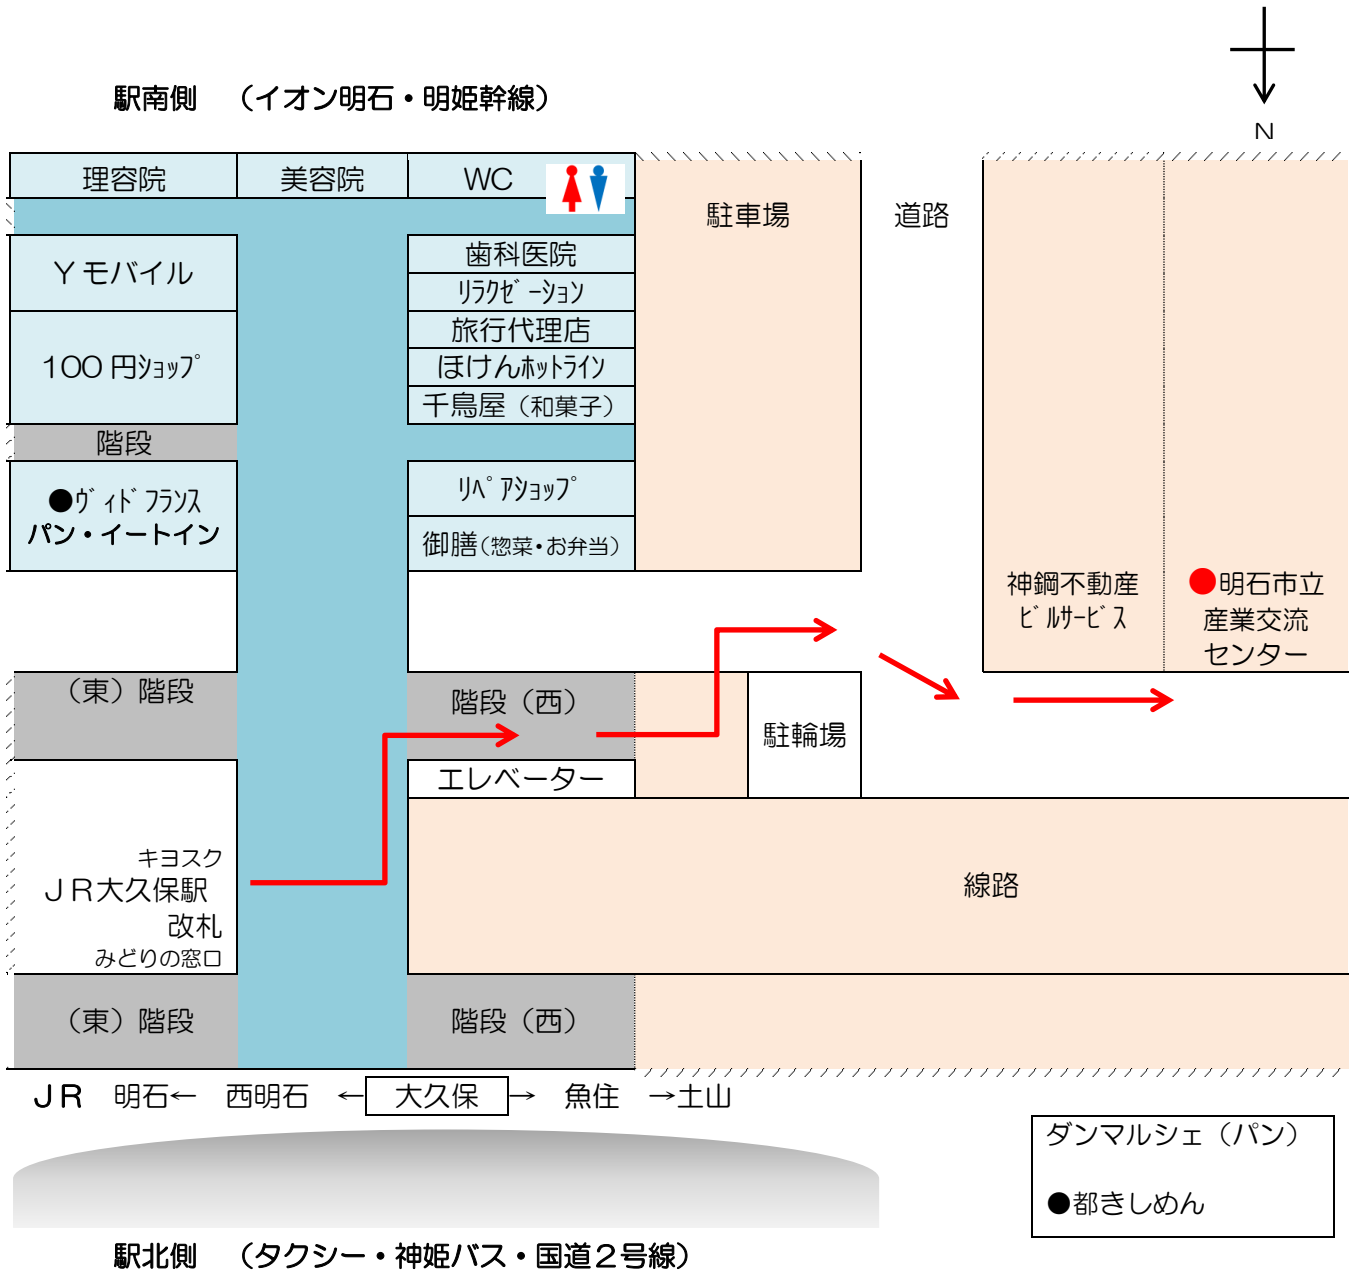 N
駅南側　（イオン明石・明姫幹線）
理容院
美容院
WC
駐車場
道路
Yモバイル
歯科医院
ﾘﾗｸｾﾞｰｼｮﾝ
旅行代理店
100円ｼｮｯﾌﾟ
ほけんﾎｯﾄﾗｲﾝ
千鳥屋（和菓子）
階段
●ｳﾞｨﾄﾞﾌﾗﾝｽ
パン・イートイン
ﾘﾍﾟｱｼｮｯﾌﾟ
御膳(惣菜・お弁当)
神鋼不動産
ﾋﾞﾙｻｰﾋﾞｽ
●明石市立
産業交流
センター
（東）階段
階段（西）
駐輪場
エレベーター
キヨスク
ＪＲ大久保駅
改札
みどりの窓口
線路
（東）階段
階段（西）
ＪＲ　明石←　西明石　←大久保→　魚住　→土山
ダンマルシェ（パン）
●都きしめん
駅北側　（タクシー・神姫バス・国道２号線）